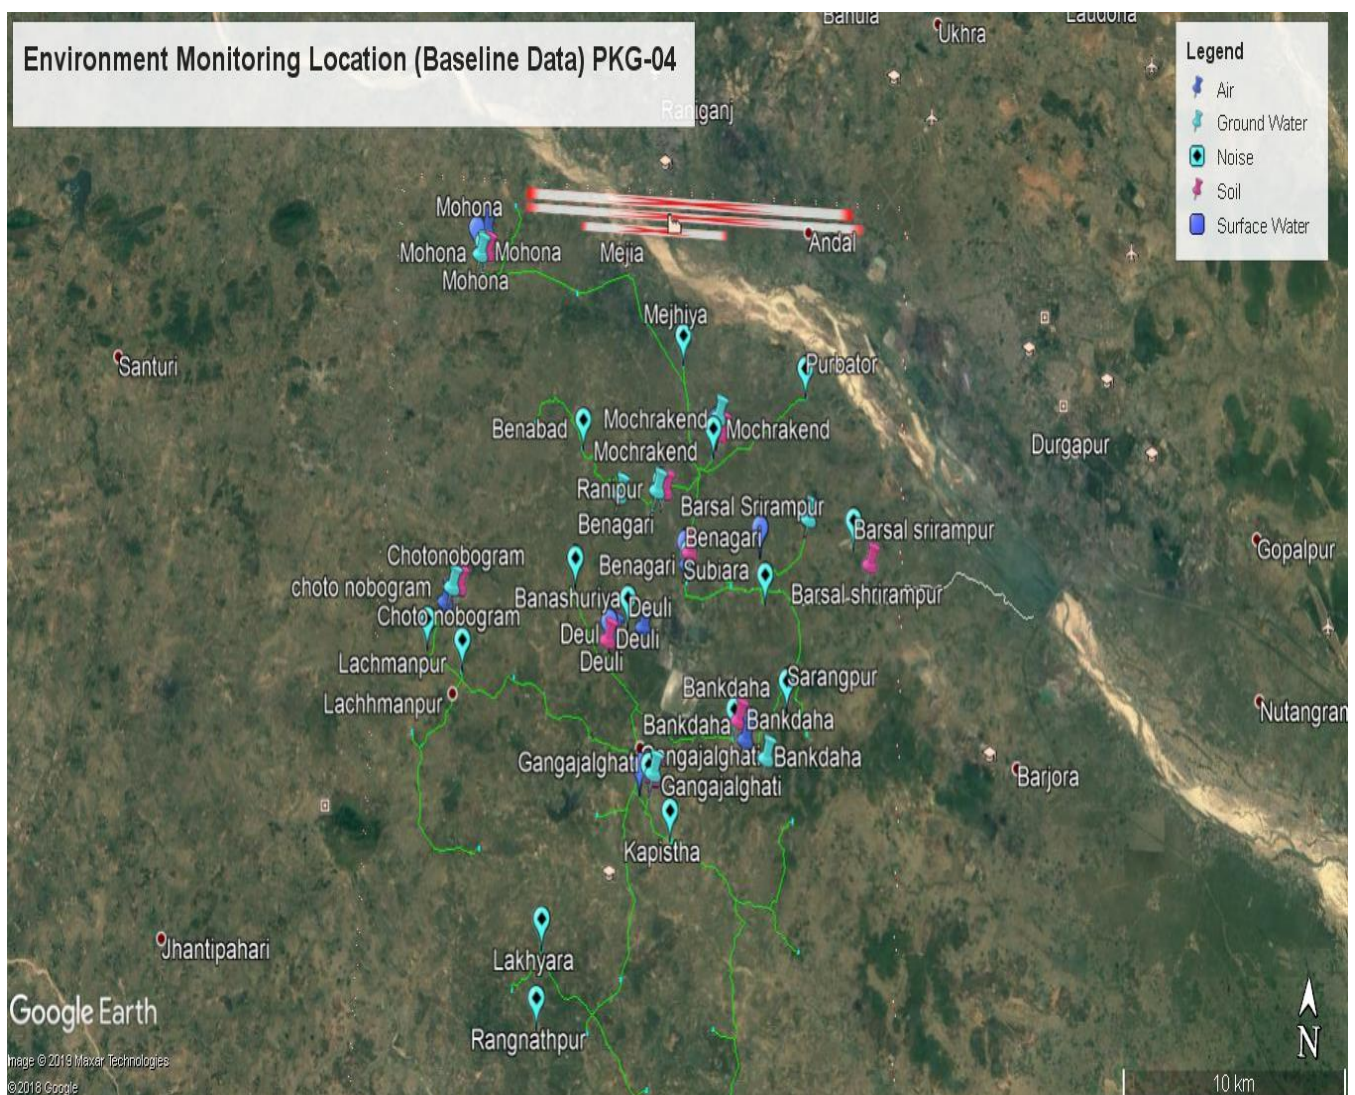 Banula
Laudoha
Ukhra
Environment Monitoring Location (Baseline Data) PKG-04
Legend
Air
Ground Water
Noise
Soil
Surface Water
Raniganj
Mohona
Andal
Mohona
Mohona
Mejia
Mohona
Mejhiya
Santuri
Purbator
Benabad
Mochrakend
Mochrakend
Durgapur
Mochrakend
Ranipur
Barsal Srirampur
Benagari
Barsal srirampur
Benagari
Gopalpur
Chotonobogram
Benagari
Subiara
choto nobogram
Banashuriya
Deuli
Barsal shrirampur
Choto nobogram
Deul
Deuli
Lachmanpur
Deuli
Sarangpur
Bankdaha
Lachhmanpur
Nutangram
Bankdaha
Bankdaha
Gangajalghati
Gangajalghati
Bankdaha
Barjora
Gangajalghati
Kapistha
Jhantipahari
Lakhyara
Google Earth
Rangnathpur
N
Image © 2019 Maxar Technologies
© 2018 Google
10 km